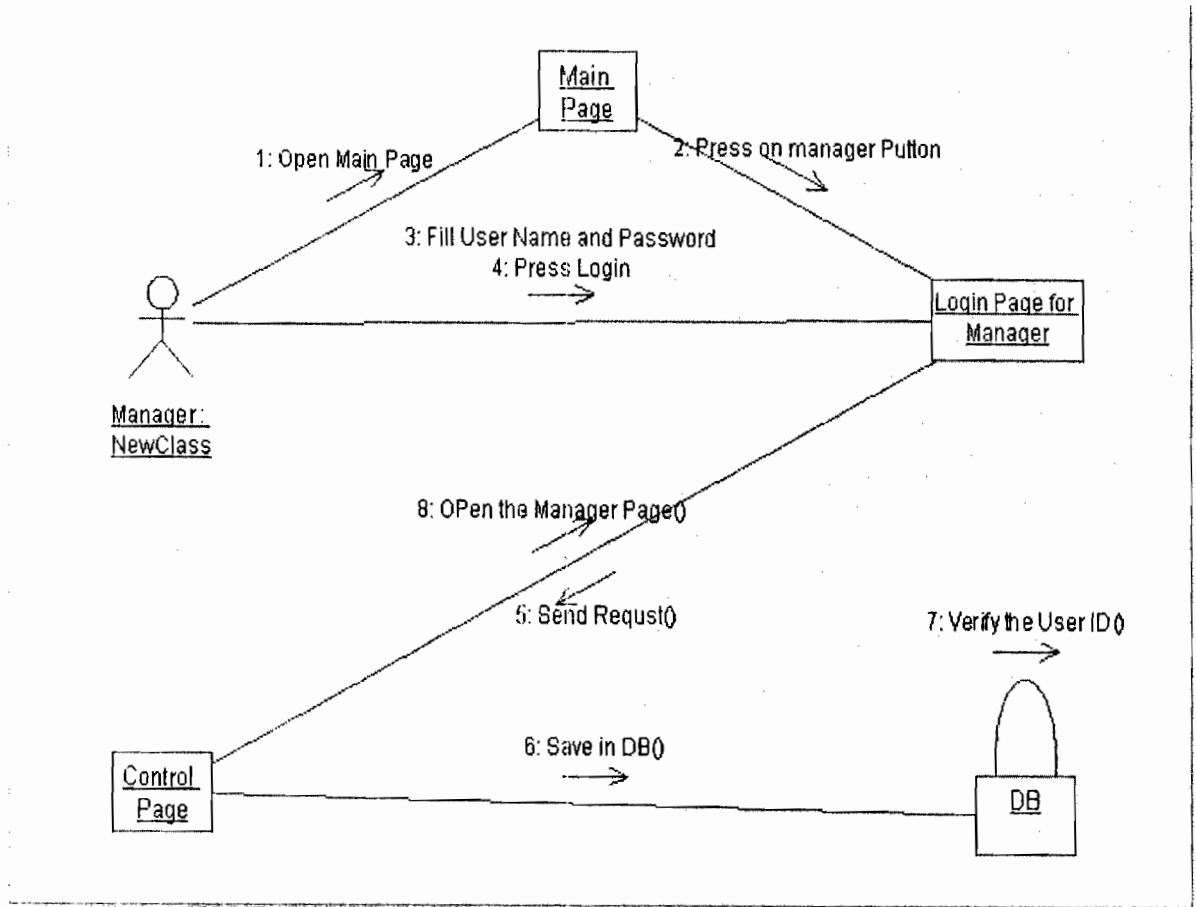 Main
Page
1: Open Main Page
2: Press on manager Putton
3: Fill User Name and Password
4: Press Login
Login Page for
Manager
Manager:
NewClass
8: OPen the Manager Page()
5: Send Requst()
7: Verify the User ID()
6: Save in DB()
Control
Page
DB